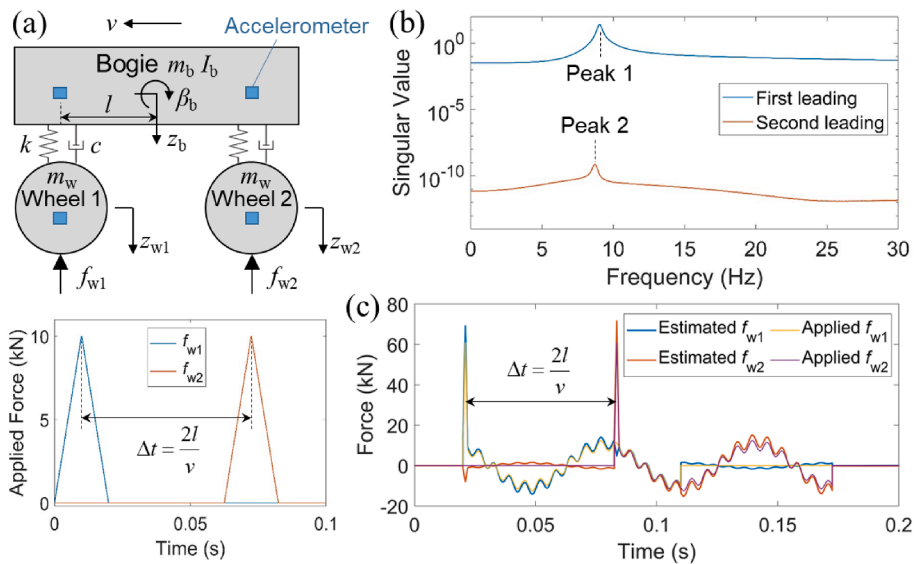 (a)
v
Accelerometer
Bogie m_b I_b
β_b
l
z_b
k
c
m_w
Wheel 1
m_w
Wheel 2
z_w1
z_w2
f_w1
f_w2
Applied Force (kN)
10
5
0
f_w1
f_w2
Δt = 2l/v
0
0.05
0.1
Time (s)
(b)
Singular Value
10^0
10^-5
10^-10
Peak 1
Peak 2
First leading
Second leading
0
5
10
15
20
25
30
Frequency (Hz)
(c)
Force (kN)
80
60
40
20
0
-20
Estimated f_w1
Applied f_w1
Estimated f_w2
Applied f_w2
Δt = 2l/v
0
0.05
0.1
0.15
0.2
Time (s)